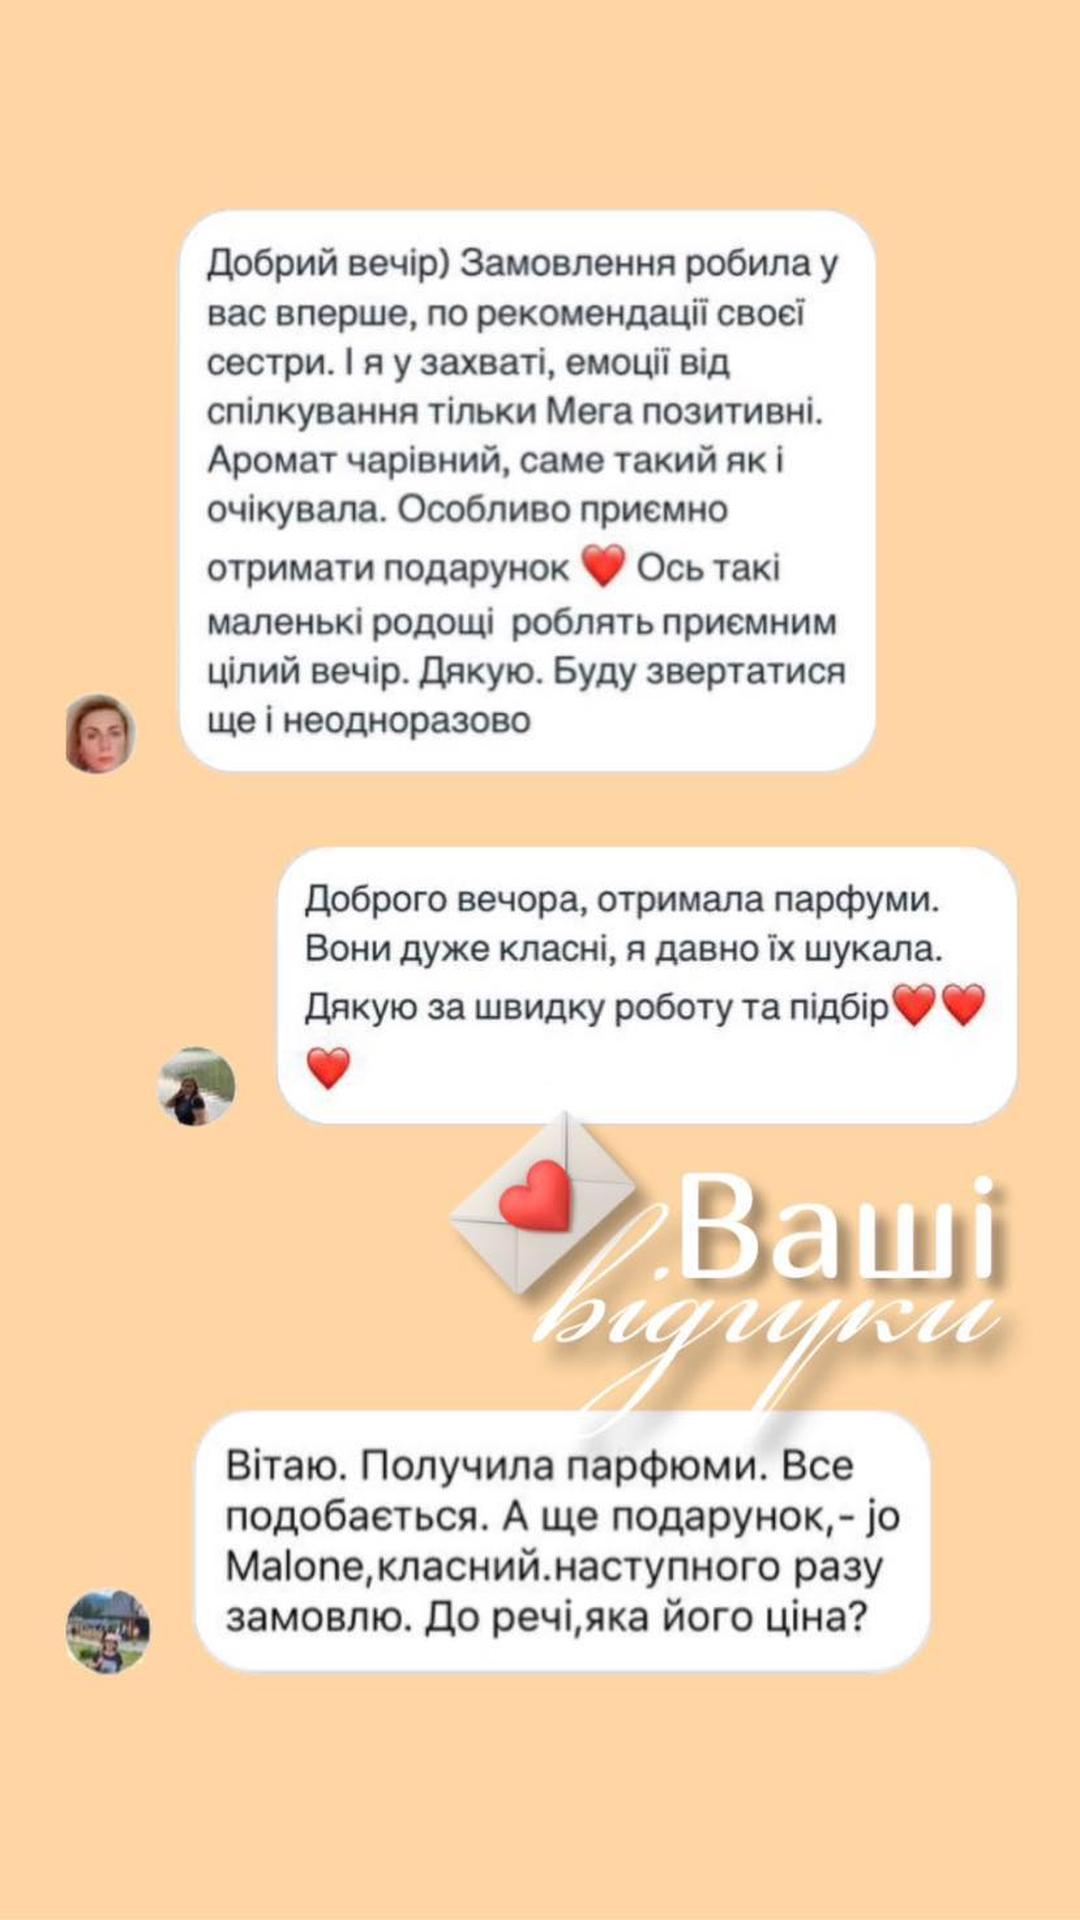 Добрий вечір) Замовлення робила у
вас вперше, по рекомендації своєї
сестри. І я у захваті, емоції від
спілкування тільки Мега позитивні.
Аромат чарівний, саме такий як і
очікувала. Особливо приємно
отримати подарунок ❤️ Ось такі
маленькі родощі  роблять приємним
цілий вечір. Дякую. Буду звертатися
ще і неодноразово
Доброго вечора, отримала парфуми.
Вони дуже класні, я давно їх шукала.
Дякую за швидку роботу та підбір❤️❤️
❤️
Ваші
відгуки
Вітаю. Получила парфюми. Все
подобається. А ще подарунок,- jo
Malone,класний.наступного разу
замовлю. До речі,яка його ціна?